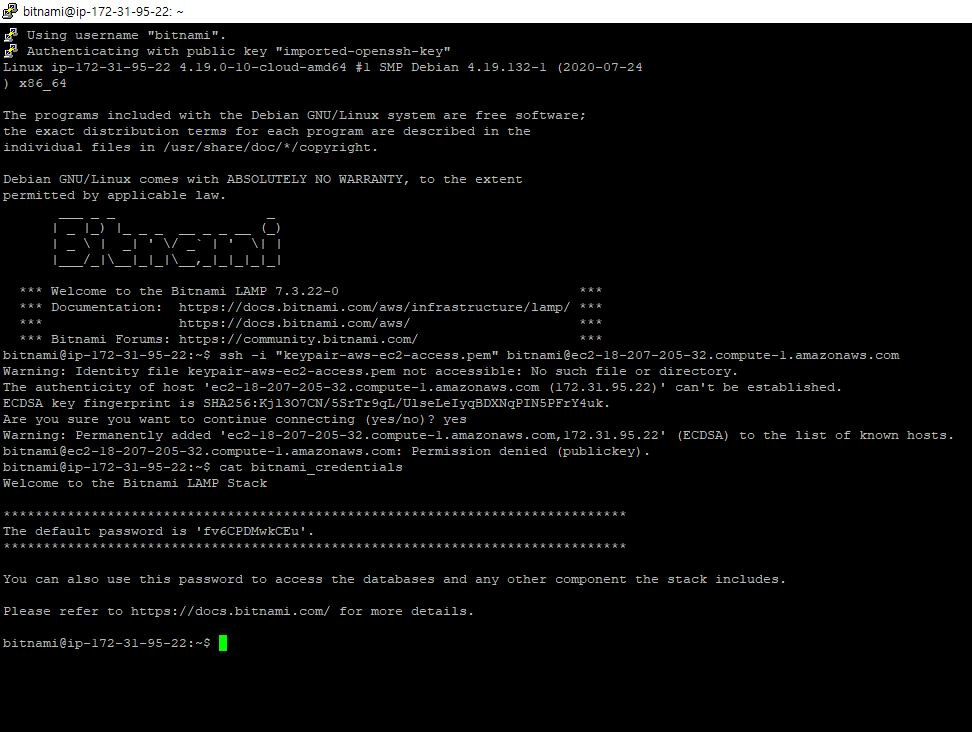 bitnami@ip-172-31-95-22: ~
Using username "bitnami".
Authenticating with public key "imported-openssh-key"
Linux ip-172-31-95-22 4.19.0-10-cloud-amd64 #1 SMP Debian 4.19.132-1 (2020-07-24
) x86_64
The programs included with the Debian GNU/Linux system are free software;
the exact distribution terms for each program are described in the
individual files in /usr/share/doc/*/copyright.
Debian GNU/Linux comes with ABSOLUTELY NO WARRANTY, to the extent
permitted by applicable law.
       ___ _ _                   _
      | _ |_) |_ _ _  __ _ _ __ (_)
      | _ \ |  _| ' \/ _` | '  \| |
      |___/_|\__|_|_|\__,_|_|_|_|_|
*** Welcome to the Bitnami LAMP 7.3.22-0 ***
*** Documentation: https://docs.bitnami.com/aws/infrastructure/lamp/ ***
*** https://docs.bitnami.com/aws/ ***
*** Bitnami Forums: https://community.bitnami.com/ ***
bitnami@ip-172-31-95-22:~$ ssh -i "keypair-aws-ec2-access.pem" bitnami@ec2-18-207-205-32.compute-1.amazonaws.com
Warning: Identity file keypair-aws-ec2-access.pem not accessible: No such file or directory.
The authenticity of host 'ec2-18-207-205-32.compute-1.amazonaws.com (172.31.95.22)' can't be established.
ECDSA key fingerprint is SHA256:Kjl3O7CN/5SrTr9qL/UlseLeIyqBDXNqPIN5PFrY4uk.
Are you sure you want to continue connecting (yes/no)? yes
Warning: Permanently added 'ec2-18-207-205-32.compute-1.amazonaws.com,172.31.95.22' (ECDSA) to the list of known hosts.
bitnami@ec2-18-207-205-32.compute-1.amazonaws.com: Permission denied (publickey).
bitnami@ip-172-31-95-22:~$ cat bitnami_credentials
Welcome to the Bitnami LAMP Stack
******************************************************************************
The default password is 'fv6CPDMwkCEu'.
******************************************************************************
You can also use this password to access the databases and any other component the stack includes.
Please refer to https://docs.bitnami.com/ for more details.
bitnami@ip-172-31-95-22:~$